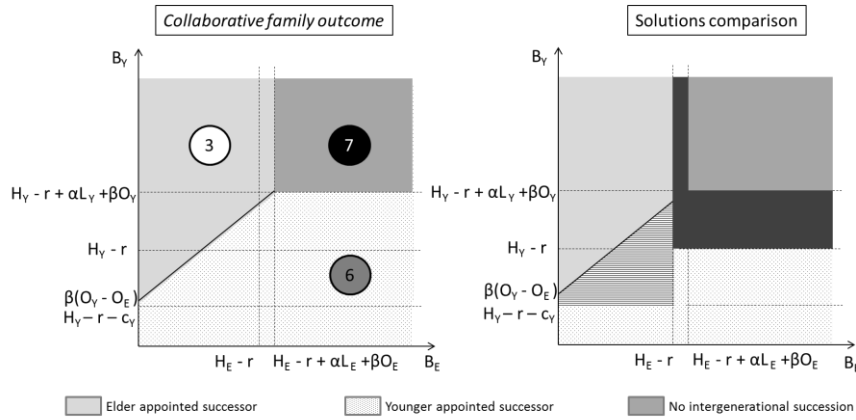 Collaborative family outcome
Solutions comparison
B_Y
B_Y
3
7
H_Y - r + αL_Y +βO_Y
H_Y - r + αL_Y +βO_Y
H_Y - r
H_Y - r
6
β(O_Y - O_E)
β(O_Y - O_E)
H_Y – r – c_Y
H_Y – r – c_Y
H_E - r
H_E - r + αL_E +βO_E
B_E
H_E - r
H_E - r + αL_E +βO_E
B_E
Elder appointed successor
Younger appointed successor
No intergenerational succession